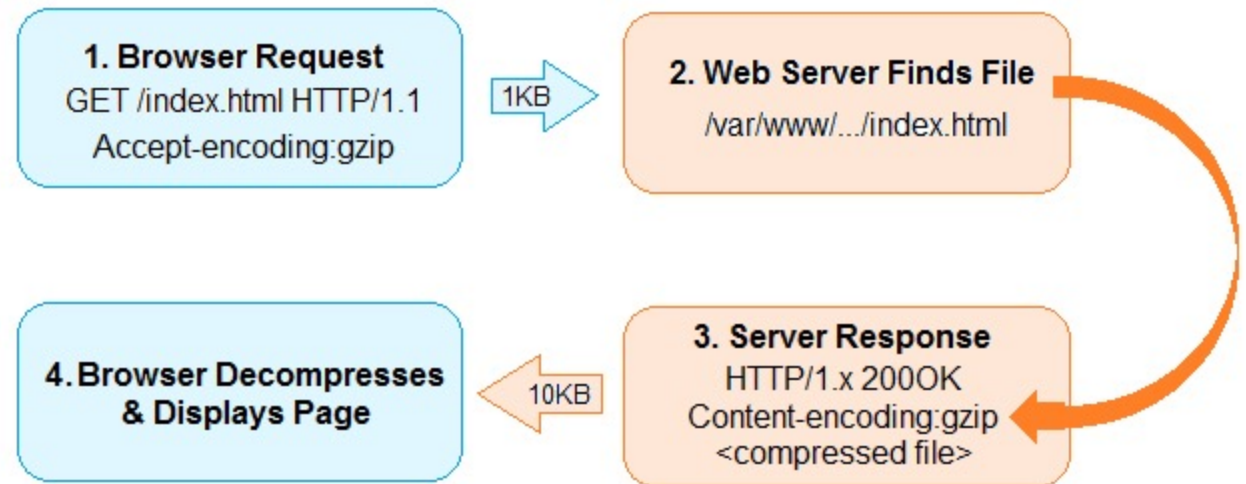 1. Browser Request
GET /index.html HTTP/1.1
Accept-encoding:gzip
1KB
2. Web Server Finds File
/var/www/.../index.html
3. Server Response
HTTP/1.x 200OK
Content-encoding:gzip
<compressed file>
10KB
4. Browser Decompresses
& Displays Page